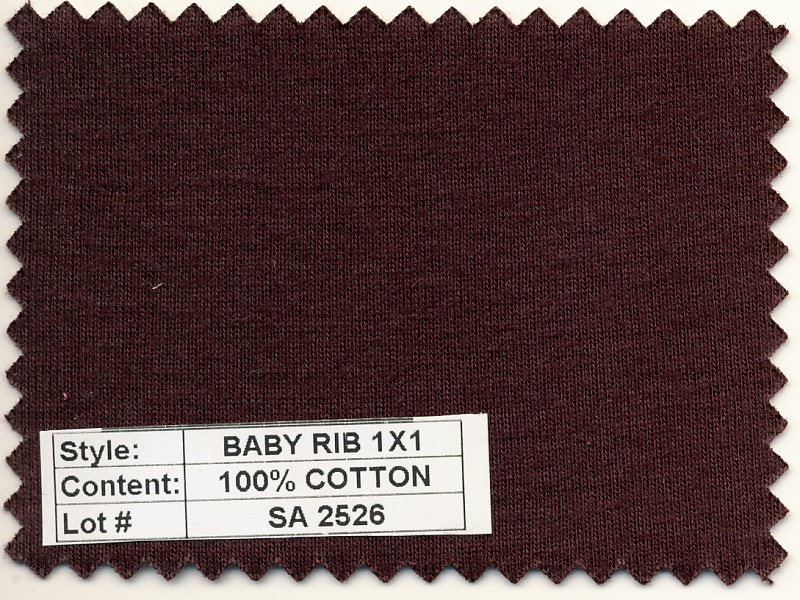 Style: BABY RIB 1X1
Content: 100% COTTON
Lot # SA 2526